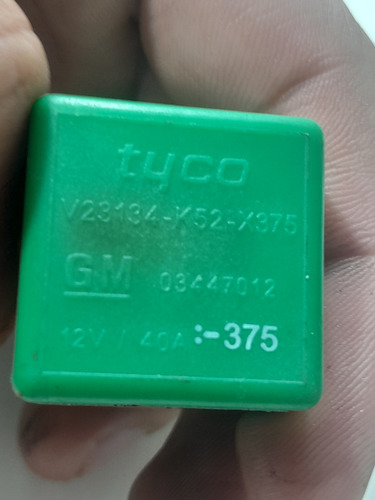 tyco
V23134-K52-X375
GM 03447012
12V / 40A :-375